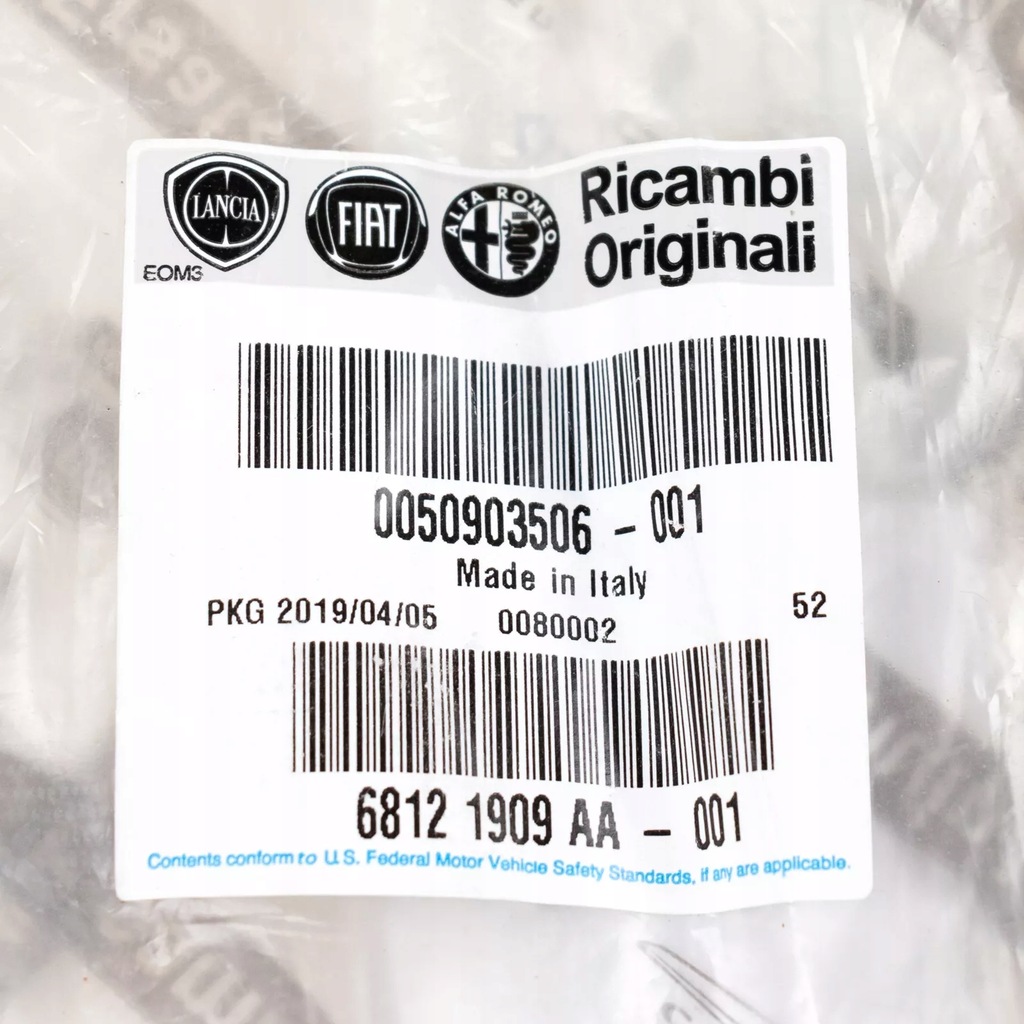 LANCIA
FIAT
ALFA ROMEO
Ricambi
Originali
EOM3
0050903506 - 001
Made in Italy
PKG 2019/04/05 0080002 52
6812 1909 AA - 001
Contents conform to U.S. Federal Motor Vehicle Safety Standards, if any are applicable.